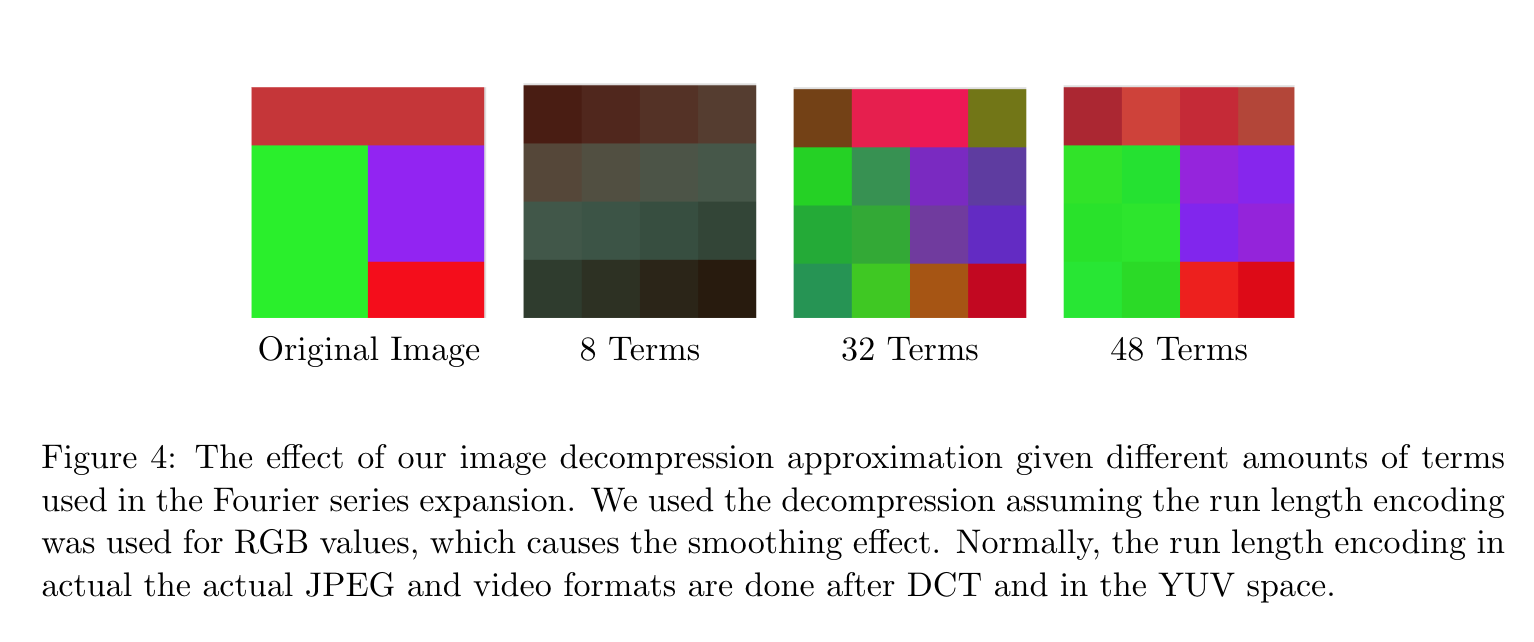 Original Image
8 Terms
32 Terms
48 Terms
Figure 4: The effect of our image decompression approximation given different amounts of terms
used in the Fourier series expansion. We used the decompression assuming the run length encoding
was used for RGB values, which causes the smoothing effect. Normally, the run length encoding in
actual the actual JPEG and video formats are done after DCT and in the YUV space.